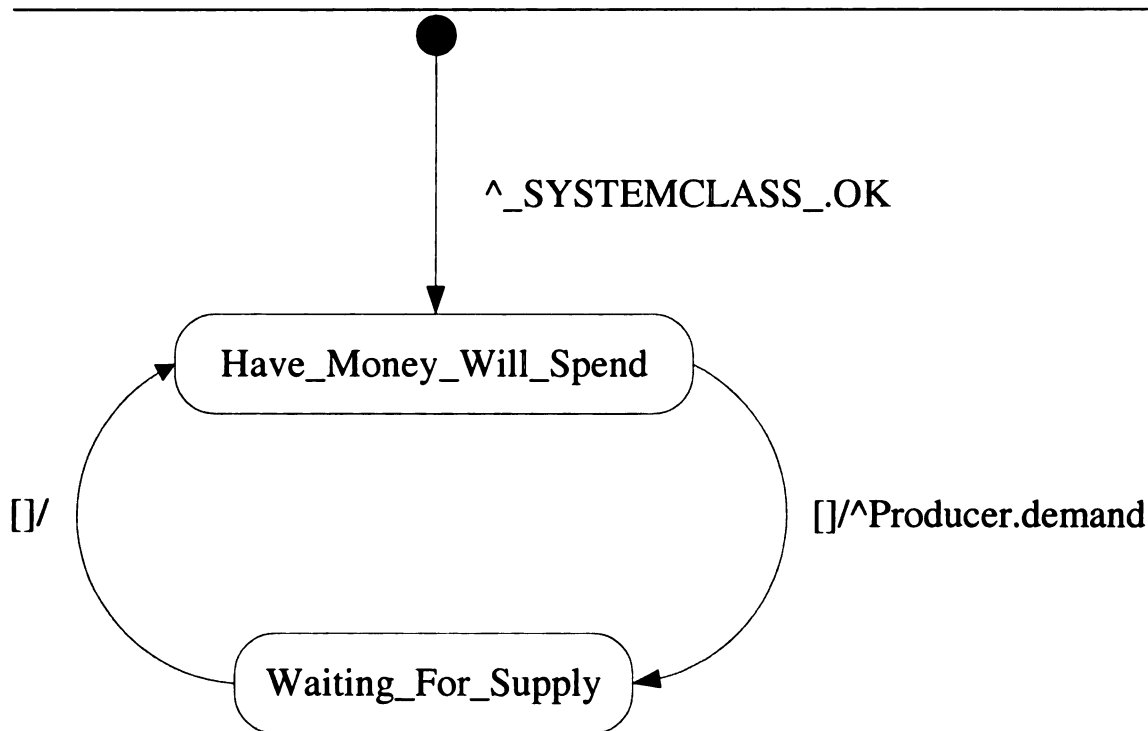 ^_SYSTEMCLASS_.OK
Have_Money_Will_Spend
[]/
[]/^Producer.demand
Waiting_For_Supply